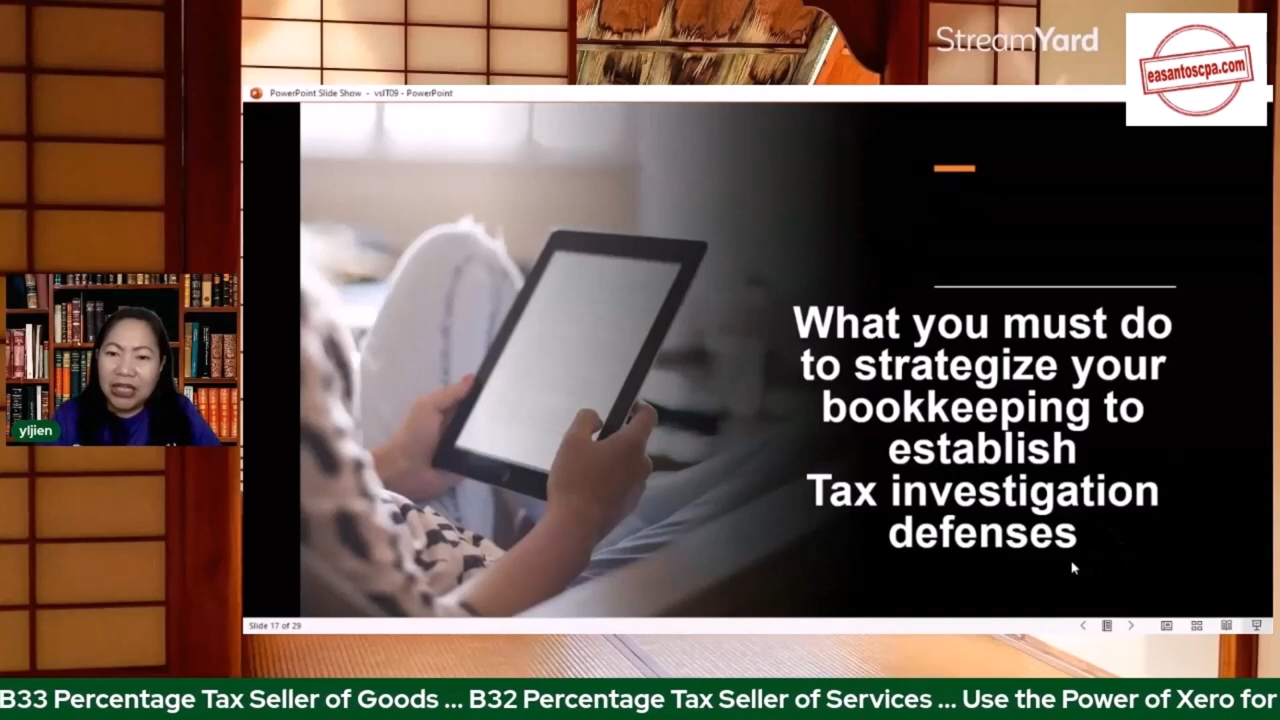 StreamYard
easantoscpa.com
PowerPoint Slide Show - vsIT09 - PowerPoint
What you must do
to strategize your
bookkeeping to
establish
Tax investigation
defenses
yljien
Slide 17 of 29
B33 Percentage Tax Seller of Goods ... B32 Percentage Tax Seller of Services ... Use the Power of Xero for